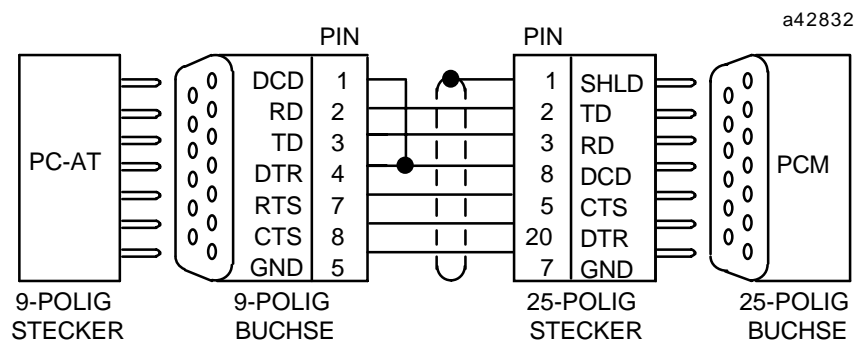 a42832
PIN PIN
PC-AT
DCD 1
RD 2
TD 3
DTR 4
RTS 7
CTS 8
GND 5
1 SHLD
2 TD
3 RD
8 DCD
5 CTS
20 DTR
7 GND
PCM
9-POLIG
STECKER
9-POLIG
BUCHSE
25-POLIG
STECKER
25-POLIG
BUCHSE